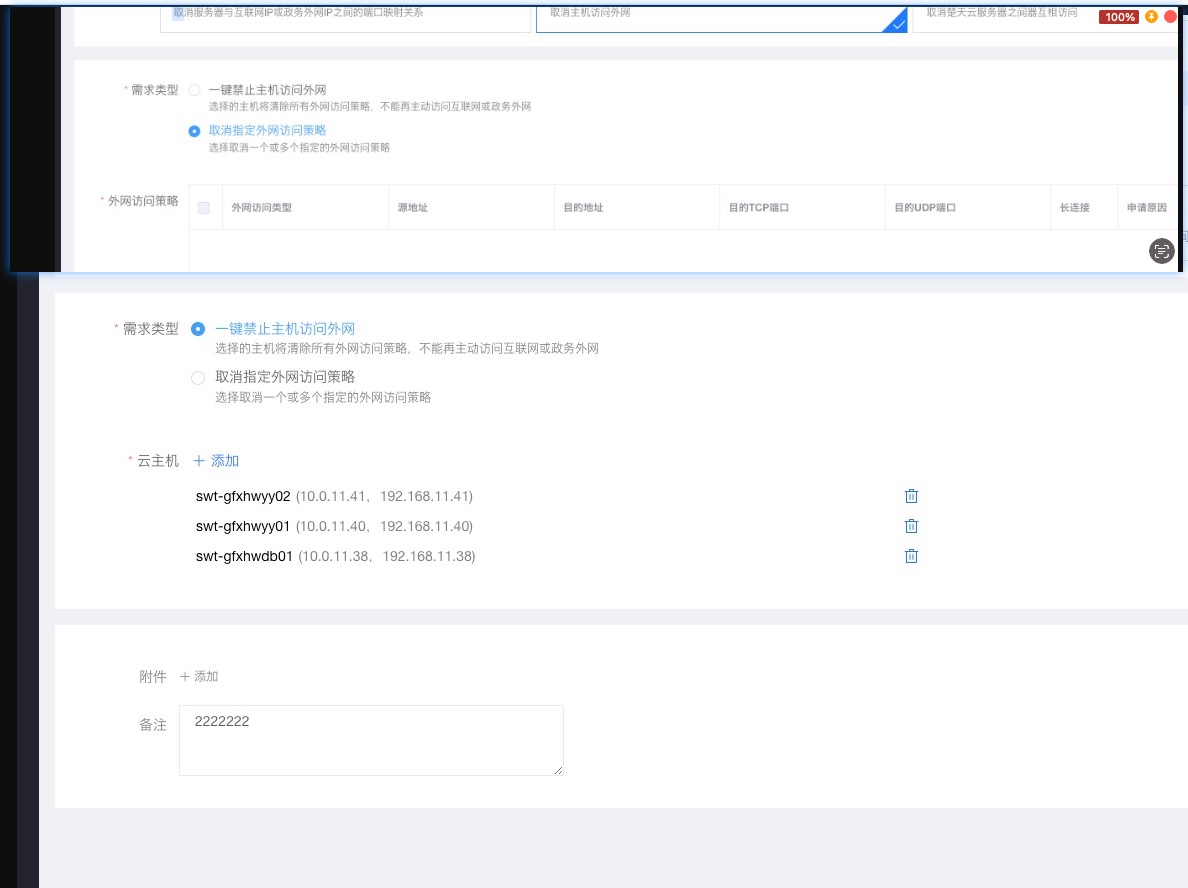 取消服务器与互联网IP或政务外网IP之间的端口映射关系
取消主机访问外网
取消楚天云服务器之间器互相访问
100%
* 需求类型
一键禁止主机访问外网
选择的主机将清除所有外网访问策略，不能再主动访问互联网或政务外网
取消指定外网访问策略
选择取消一个或多个指定的外网访问策略
* 外网访问策略
外网访问类型 源地址 目的地址 目的TCP端口 目的UDP端口 长连接 申请原因
* 需求类型
一键禁止主机访问外网
选择的主机将清除所有外网访问策略，不能再主动访问互联网或政务外网
取消指定外网访问策略
选择取消一个或多个指定的外网访问策略
* 云主机 + 添加
swt-gfxhwyy02 (10.0.11.41, 192.168.11.41)
swt-gfxhwyy01 (10.0.11.40, 192.168.11.40)
swt-gfxhwdb01 (10.0.11.38, 192.168.11.38)
附件 + 添加
备注
2222222